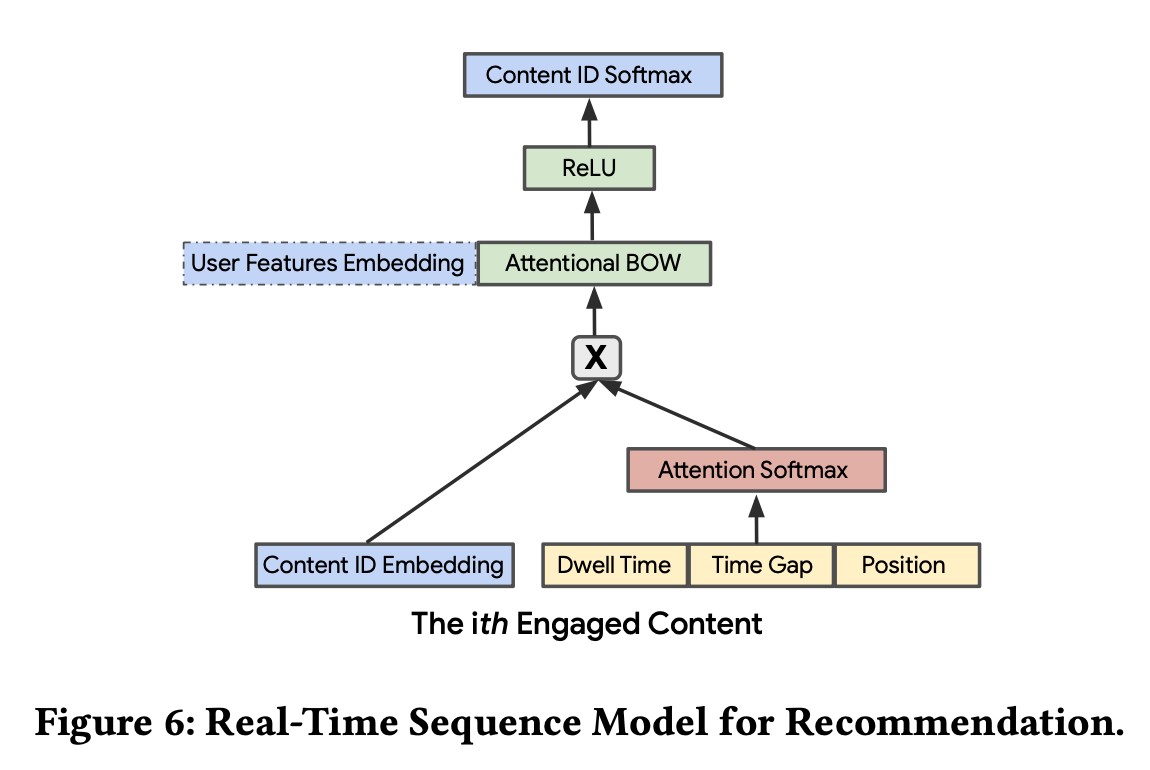 Content ID Softmax
ReLU
User Features Embedding
Attentional BOW
X
Attention Softmax
Content ID Embedding
Dwell Time
Time Gap
Position
The ith Engaged Content
Figure 6: Real-Time Sequence Model for Recommendation.